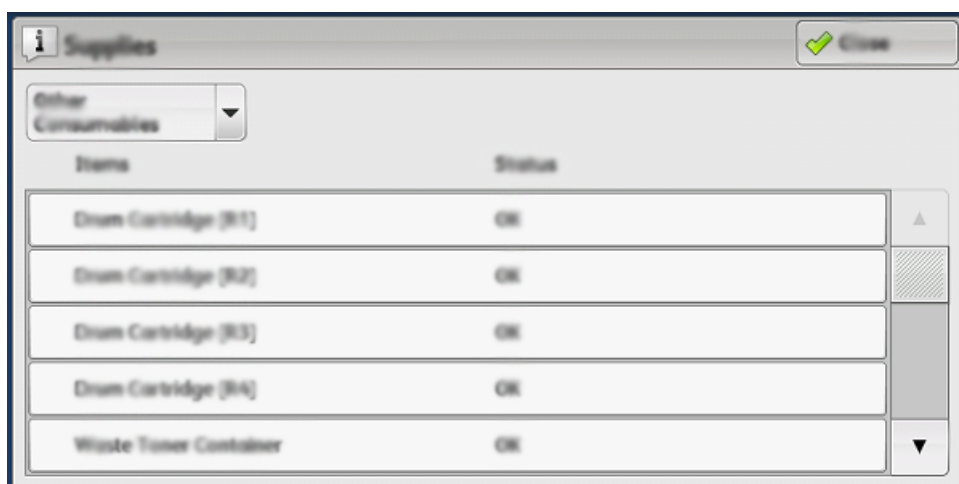 Supplies
Close
Other
Consumables
Items Status
Drum Cartridge [R1] OK
Drum Cartridge [R2] OK
Drum Cartridge [R3] OK
Drum Cartridge [R4] OK
Waste Toner Container OK